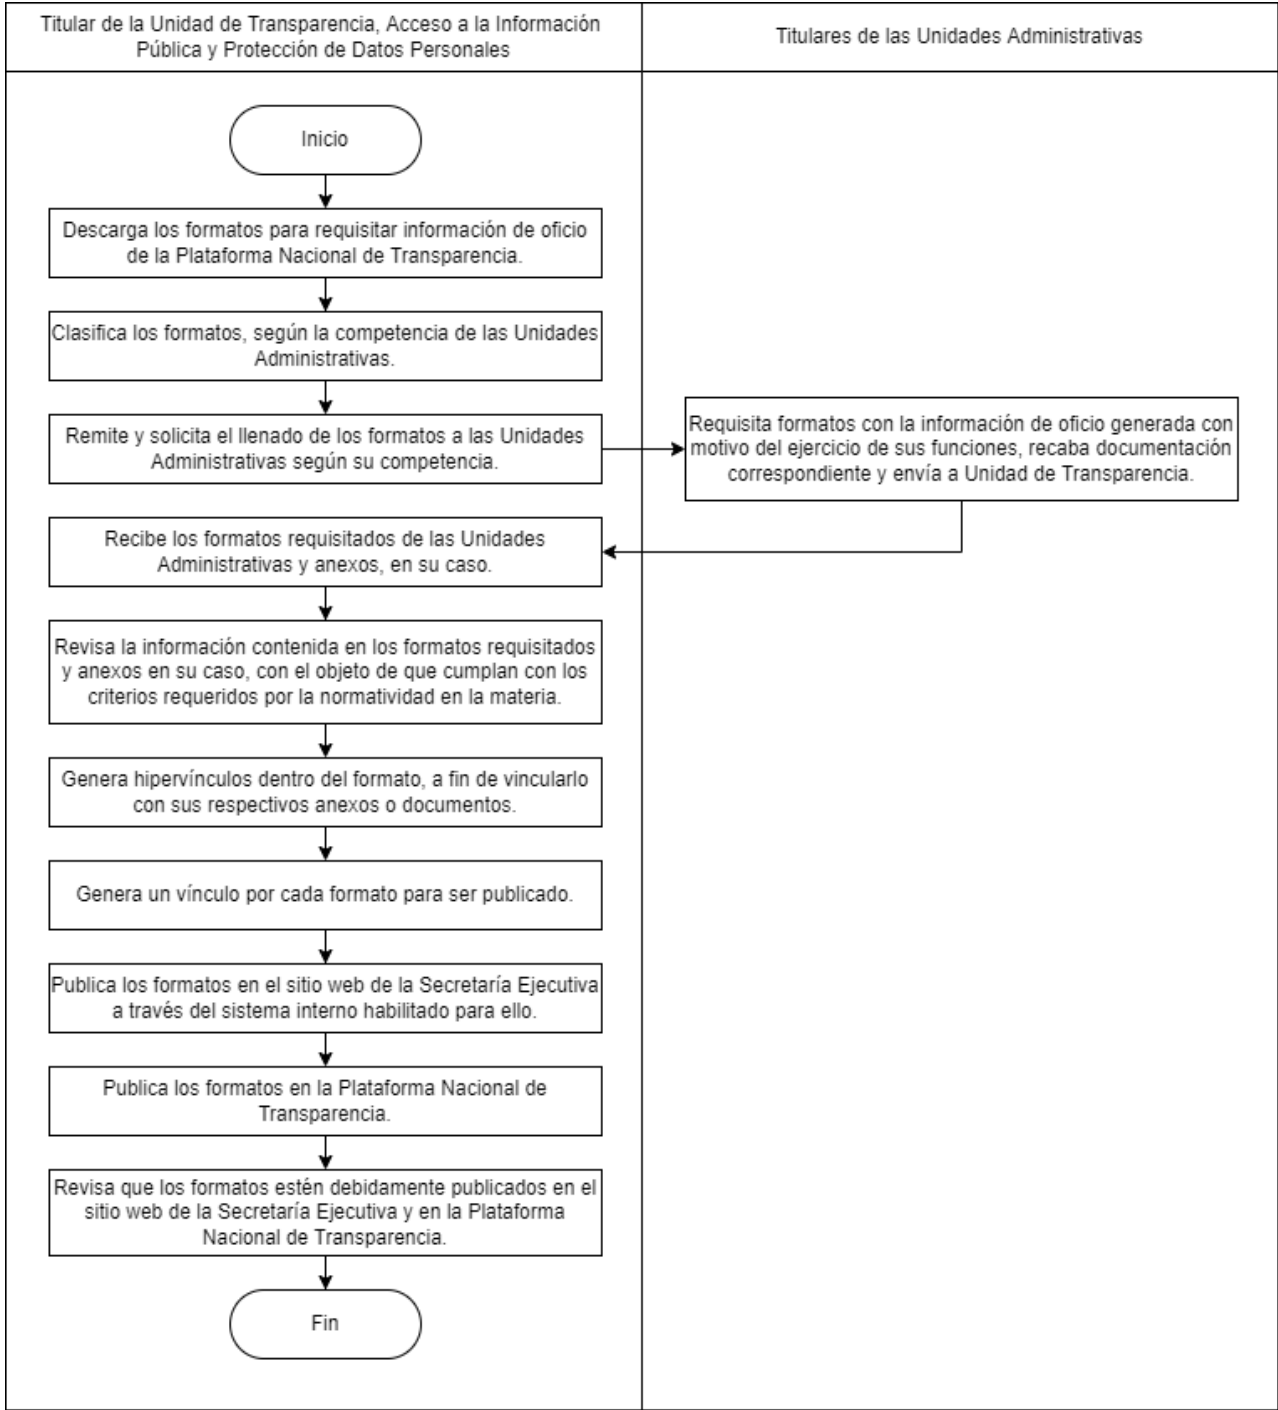 Titular de la Unidad de Transparencia, Acceso a la Información
Pública y Protección de Datos Personales
Titulares de las Unidades Administrativas
Inicio
Descarga los formatos para requisitar información de oficio
de la Plataforma Nacional de Transparencia.
Clasifica los formatos, según la competencia de las Unidades
Administrativas.
Remite y solicita el llenado de los formatos a las Unidades
Administrativas según su competencia.
Requisita formatos con la información de oficio generada con
motivo del ejercicio de sus funciones, recaba documentación
correspondiente y envía a Unidad de Transparencia.
Recibe los formatos requisitados de las Unidades
Administrativas y anexos, en su caso.
Revisa la información contenida en los formatos requisitados
y anexos en su caso, con el objeto de que cumplan con los
criterios requeridos por la normatividad en la materia.
Genera hipervínculos dentro del formato, a fin de vincularlo
con sus respectivos anexos o documentos.
Genera un vínculo por cada formato para ser publicado.
Publica los formatos en el sitio web de la Secretaría Ejecutiva
a través del sistema interno habilitado para ello.
Publica los formatos en la Plataforma Nacional de
Transparencia.
Revisa que los formatos estén debidamente publicados en el
sitio web de la Secretaría Ejecutiva y en la Plataforma
Nacional de Transparencia.
Fin